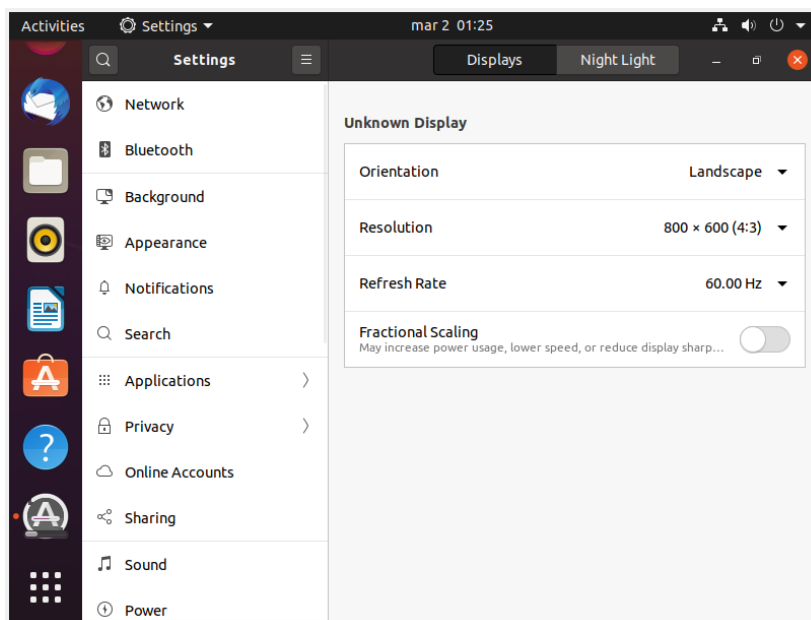 Activities Settings mar 2 01:25
Settings Displays Night Light
Network
Bluetooth
Background
Appearance
Notifications
Search
Applications
Privacy
Online Accounts
Sharing
Sound
Power
Unknown Display
Orientation Landscape
Resolution 800 × 600 (4:3)
Refresh Rate 60.00 Hz
Fractional Scaling
May increase power usage, lower speed, or reduce display sharp...